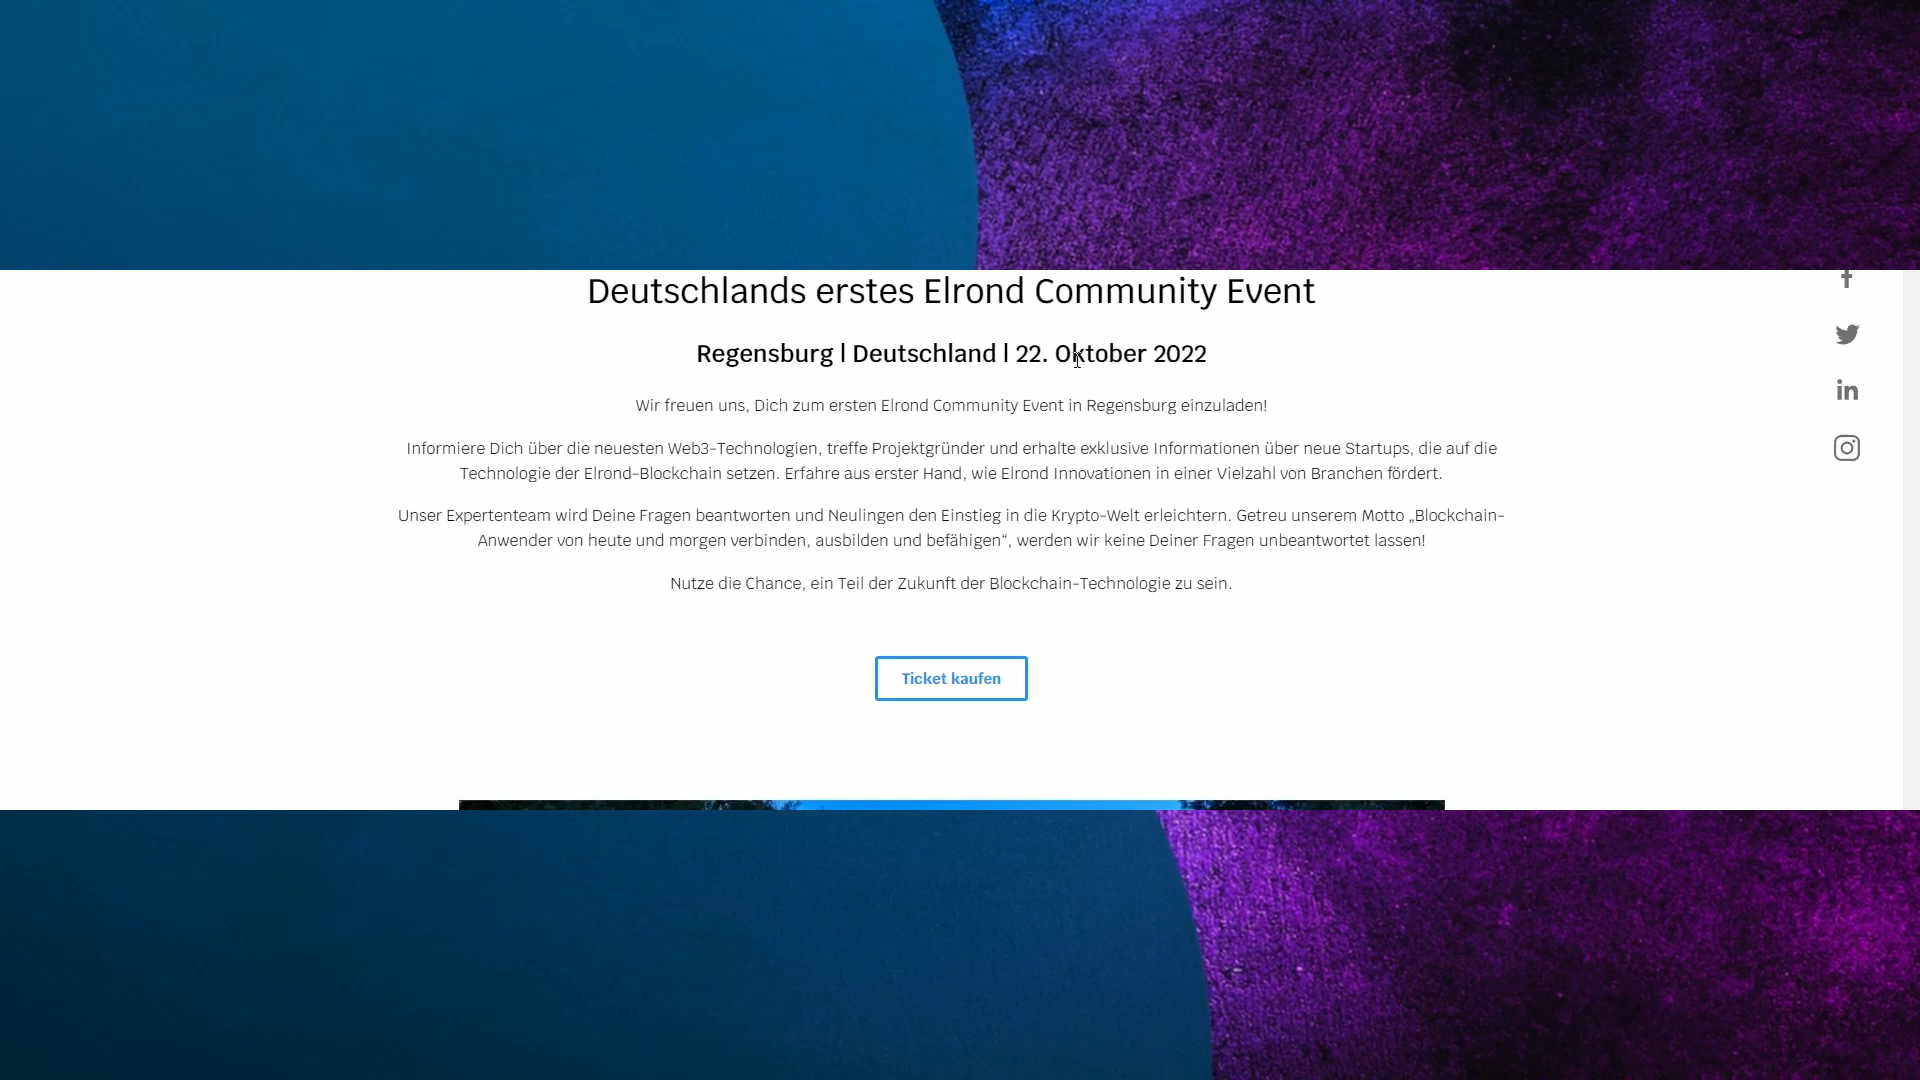 Deutschlands erstes Elrond Community Event
Regensburg l Deutschland l 22. Oktober 2022
Wir freuen uns, Dich zum ersten Elrond Community Event in Regensburg einzuladen!
Informiere Dich über die neuesten Web3-Technologien, treffe Projektgründer und erhalte exklusive Informationen über neue Startups, die auf die
Technologie der Elrond-Blockchain setzen. Erfahre aus erster Hand, wie Elrond Innovationen in einer Vielzahl von Branchen fördert.
Unser Expertenteam wird Deine Fragen beantworten und Neulingen den Einstieg in die Krypto-Welt erleichtern. Getreu unserem Motto „Blockchain-
Anwender von heute und morgen verbinden, ausbilden und befähigen“, werden wir keine Deiner Fragen unbeantwortet lassen!
Nutze die Chance, ein Teil der Zukunft der Blockchain-Technologie zu sein.
Ticket kaufen